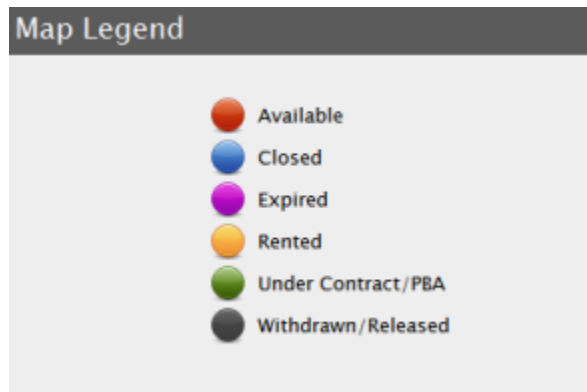 Map Legend
Available
Closed
Expired
Rented
Under Contract/PBA
Withdrawn/Released